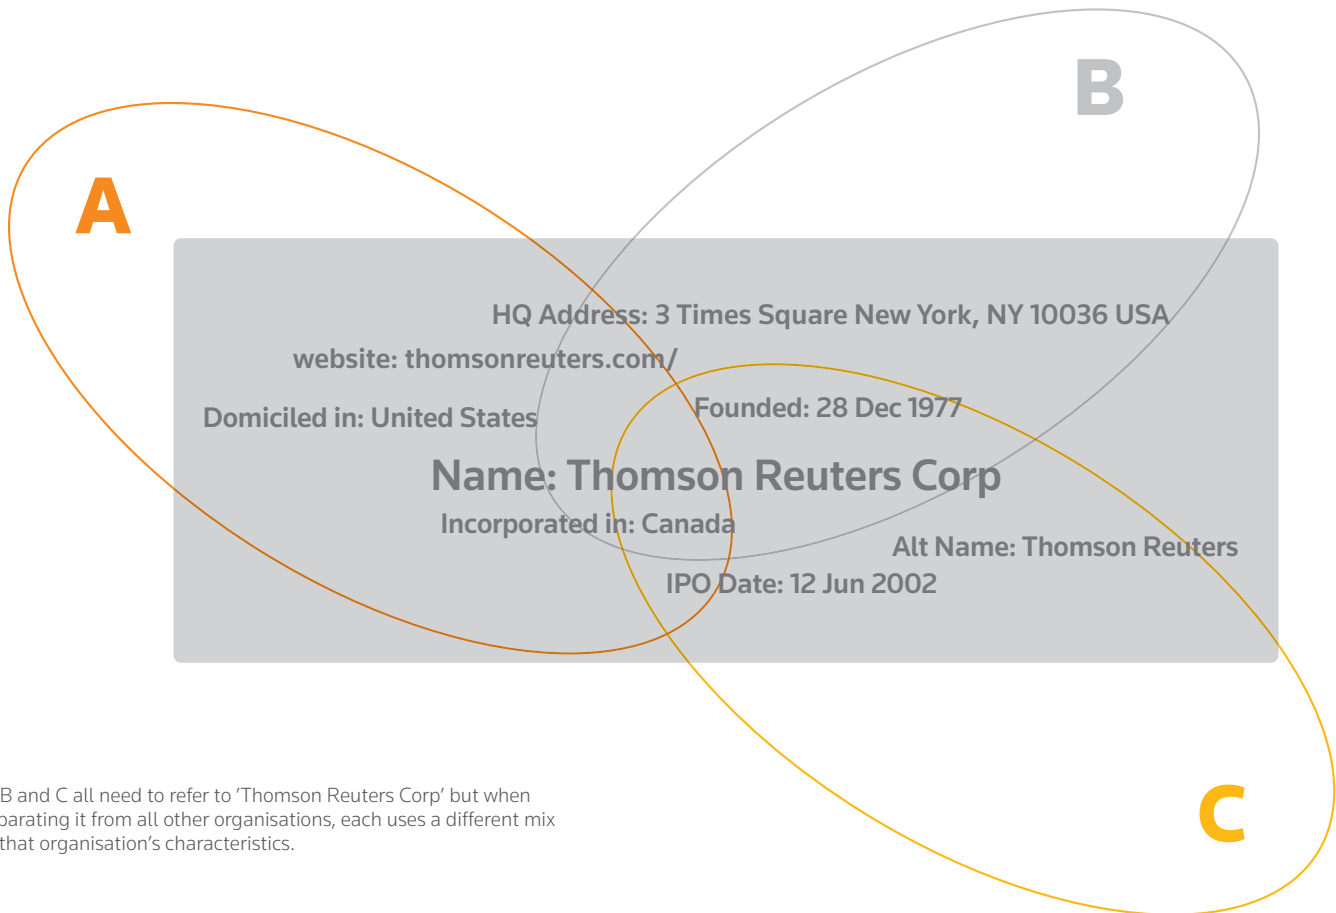 B
A
HQ Address: 3 Times Square New York, NY 10036 USA
website: thomsonreuters.com/
Domiciled in: United States
Founded: 28 Dec 1977
Name: Thomson Reuters Corp
Incorporated in: Canada
Alt Name: Thomson Reuters
IPO Date: 12 Jun 2002
C
B and C all need to refer to ‘Thomson Reuters Corp’ but when
parating it from all other organisations, each uses a different mix
that organisation’s characteristics.